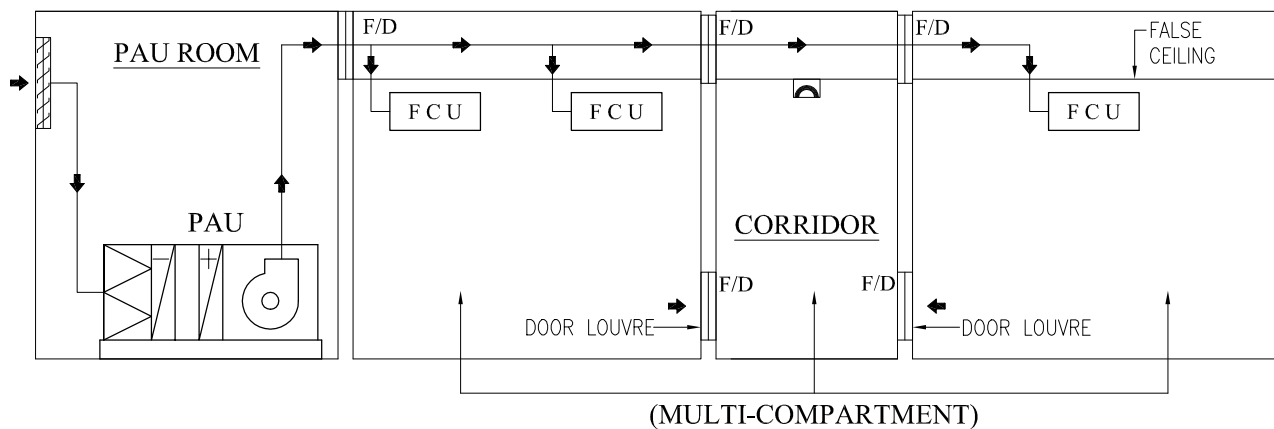 F/D
F/D
F/D
PAU ROOM
FALSE
CEILING
F C U
F C U
F C U
PAU
CORRIDOR
F/D
F/D
DOOR LOUVRE
DOOR LOUVRE
(MULTI-COMPARTMENT)